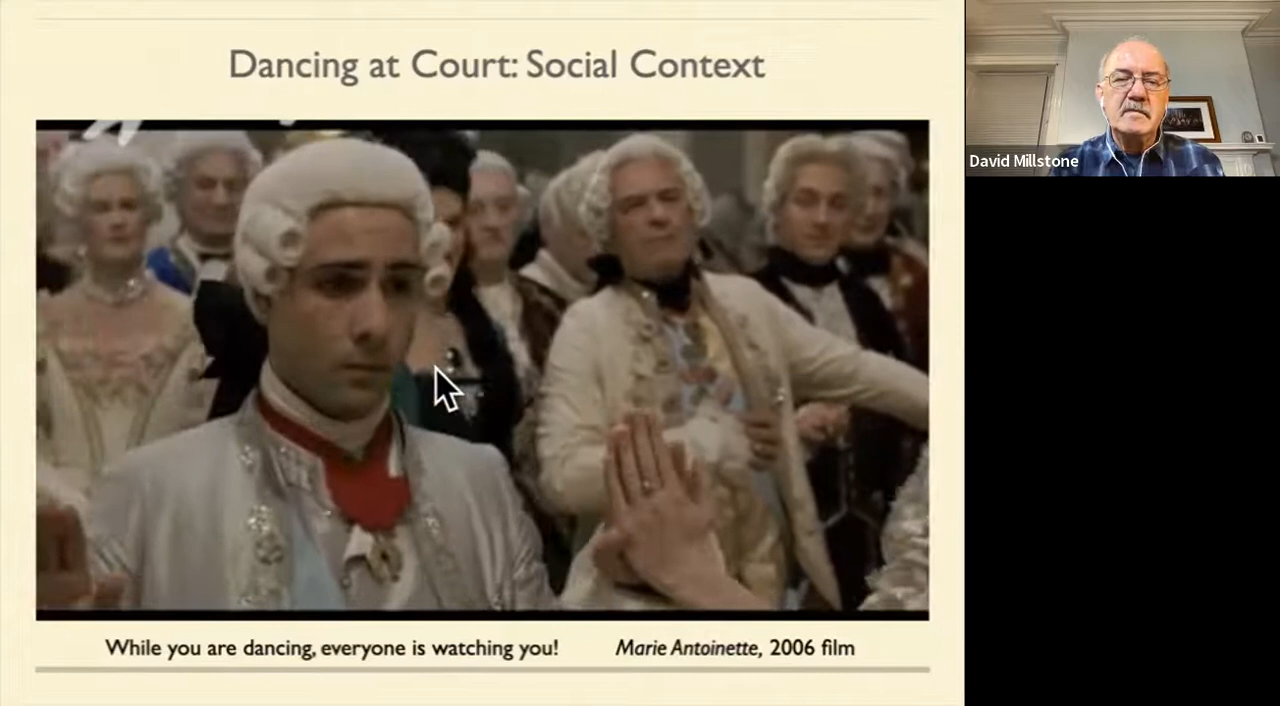 Dancing at Court: Social Context
David Millstone
While you are dancing, everyone is watching you! Marie Antoinette, 2006 film